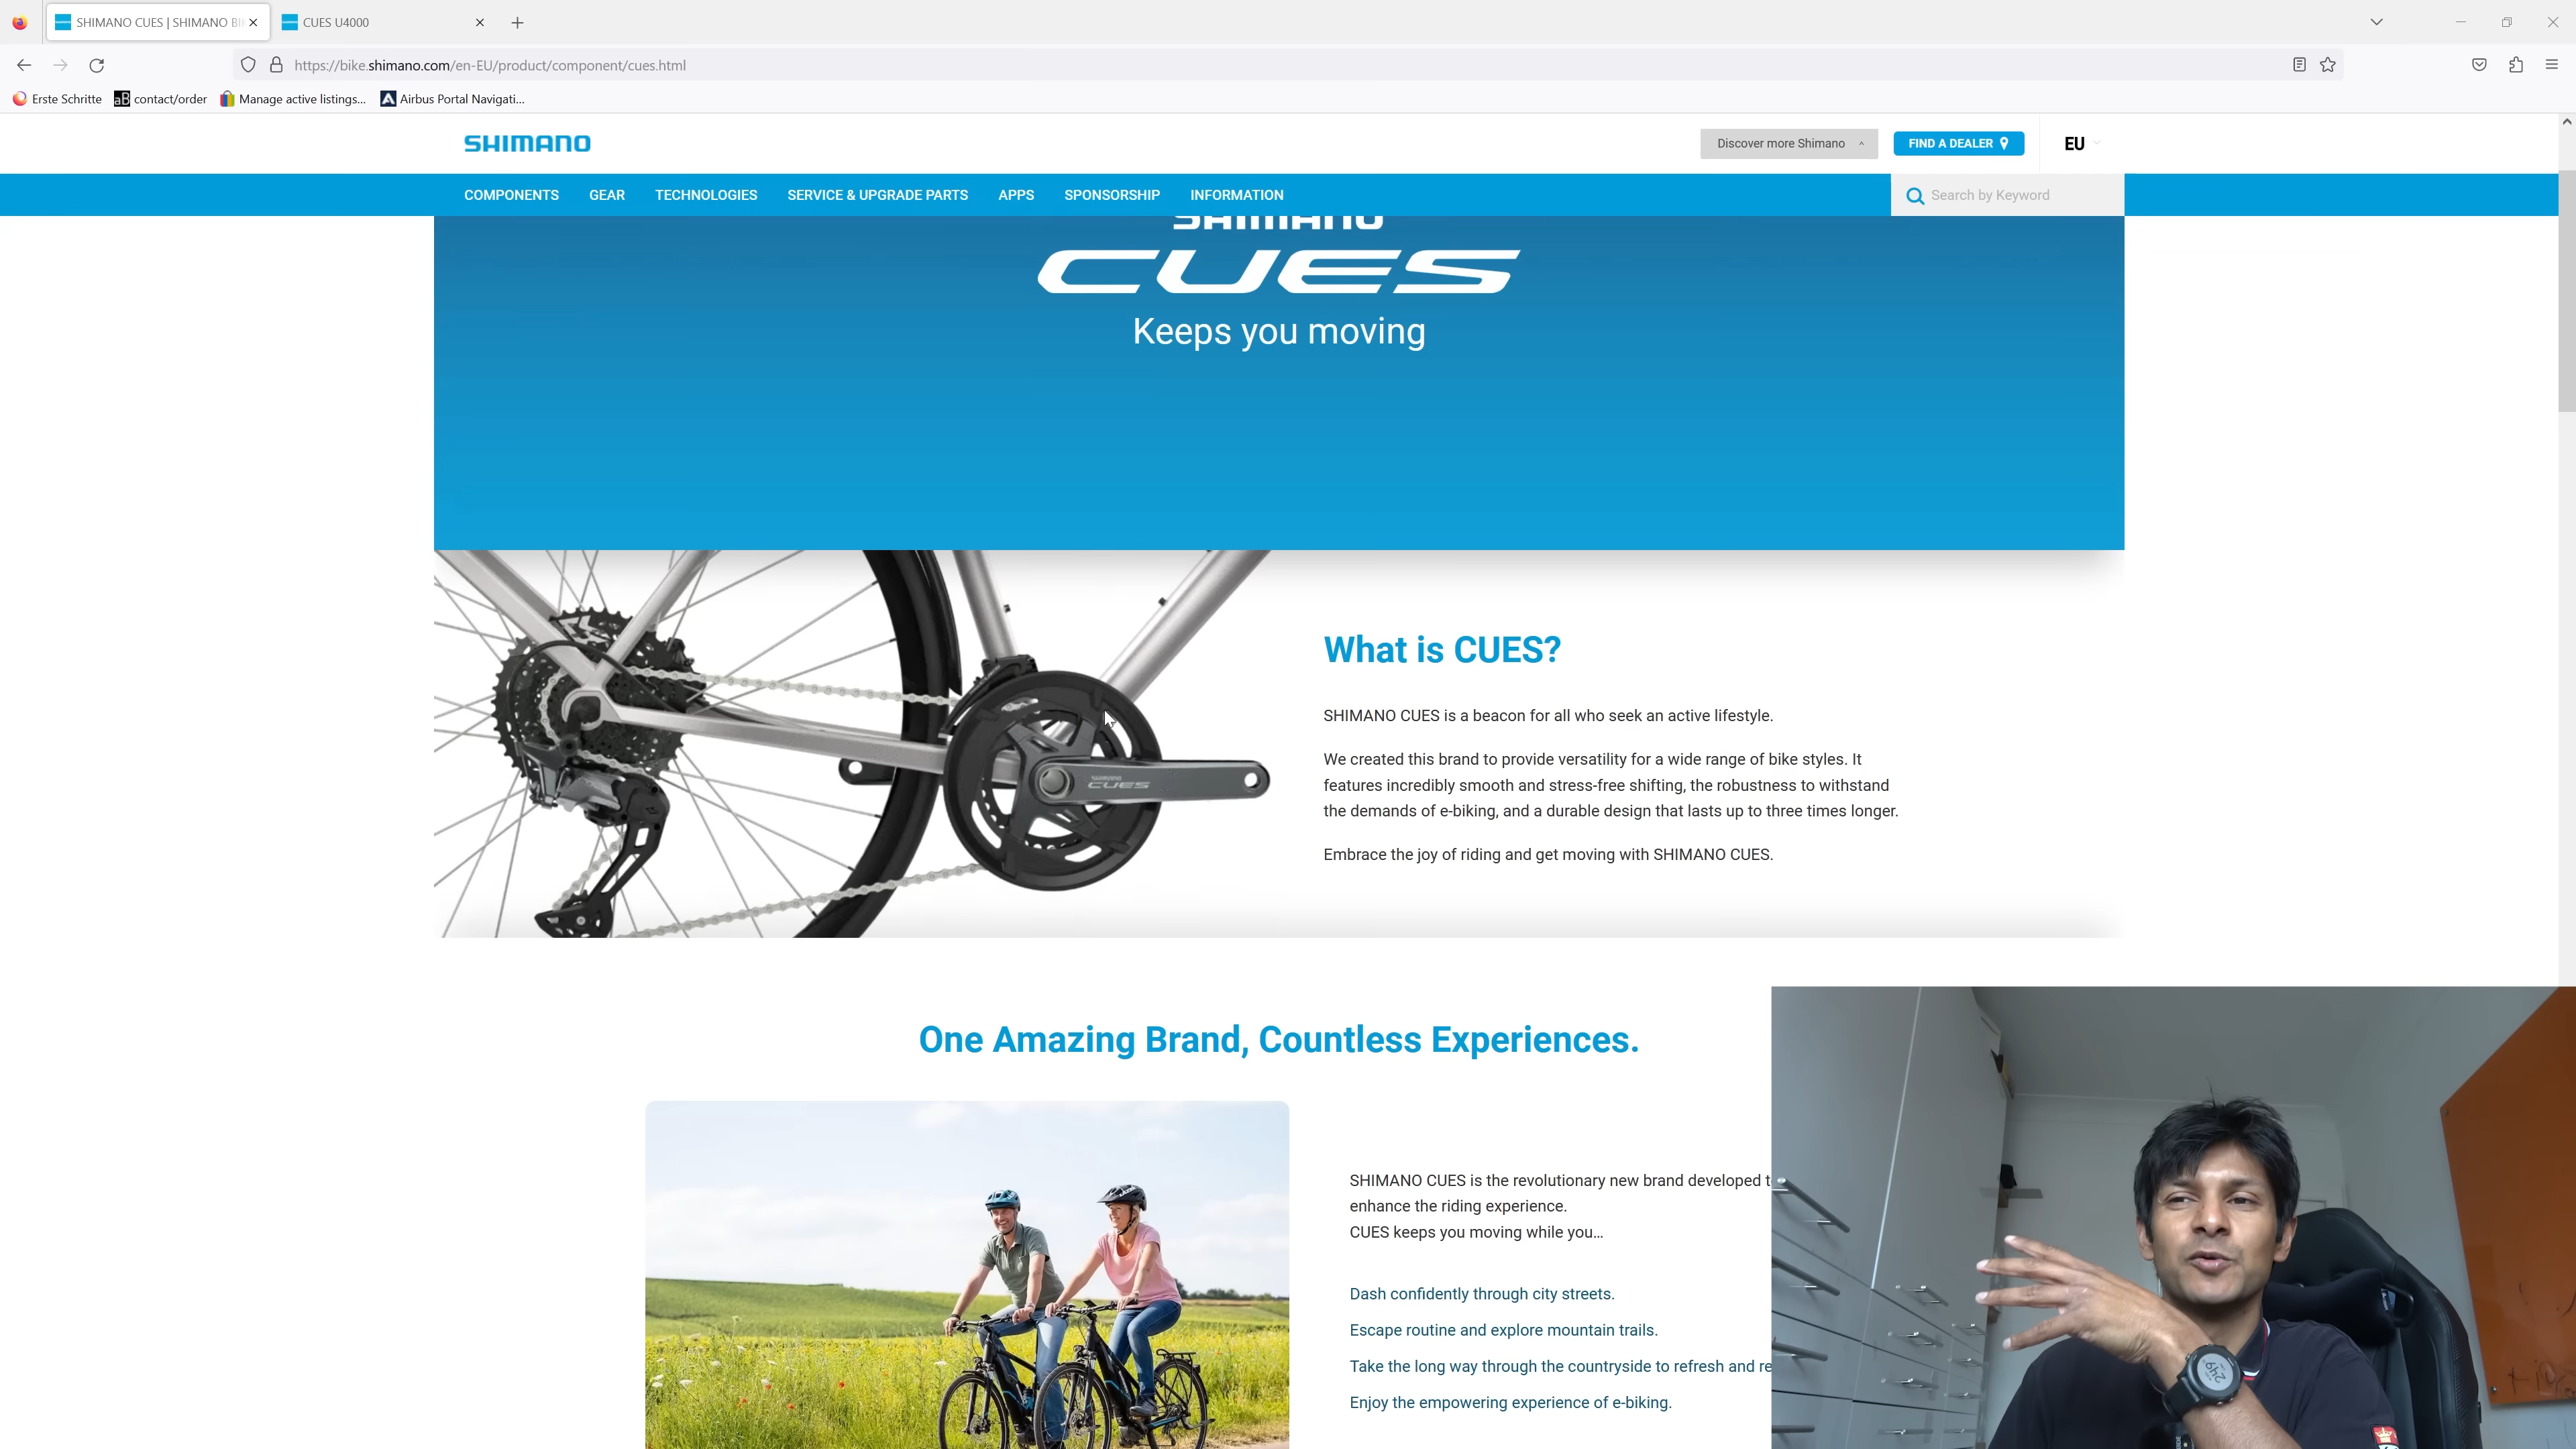 SHIMANO CUES | SHIMANO BI
CUES U4000
https://bike.shimano.com/en-EU/product/component/cues.html
Erste Schritte
contact/order
Manage active listings...
Airbus Portal Navigati...
SHIMANO
Discover more Shimano
FIND A DEALER
EU
COMPONENTS
GEAR
TECHNOLOGIES
SERVICE & UPGRADE PARTS
APPS
SPONSORSHIP
INFORMATION
Search by Keyword
SHIMANO
CUES
Keeps you moving
What is CUES?
SHIMANO CUES is a beacon for all who seek an active lifestyle.
We created this brand to provide versatility for a wide range of bike styles. It
features incredibly smooth and stress-free shifting, the robustness to withstand
the demands of e-biking, and a durable design that lasts up to three times longer.
Embrace the joy of riding and get moving with SHIMANO CUES.
SHIMANO
CUES
One Amazing Brand, Countless Experiences.
SHIMANO CUES is the revolutionary new brand developed t
enhance the riding experience.
CUES keeps you moving while you...
Dash confidently through city streets.
Escape routine and explore mountain trails.
Take the long way through the countryside to refresh and re
Enjoy the empowering experience of e-biking.